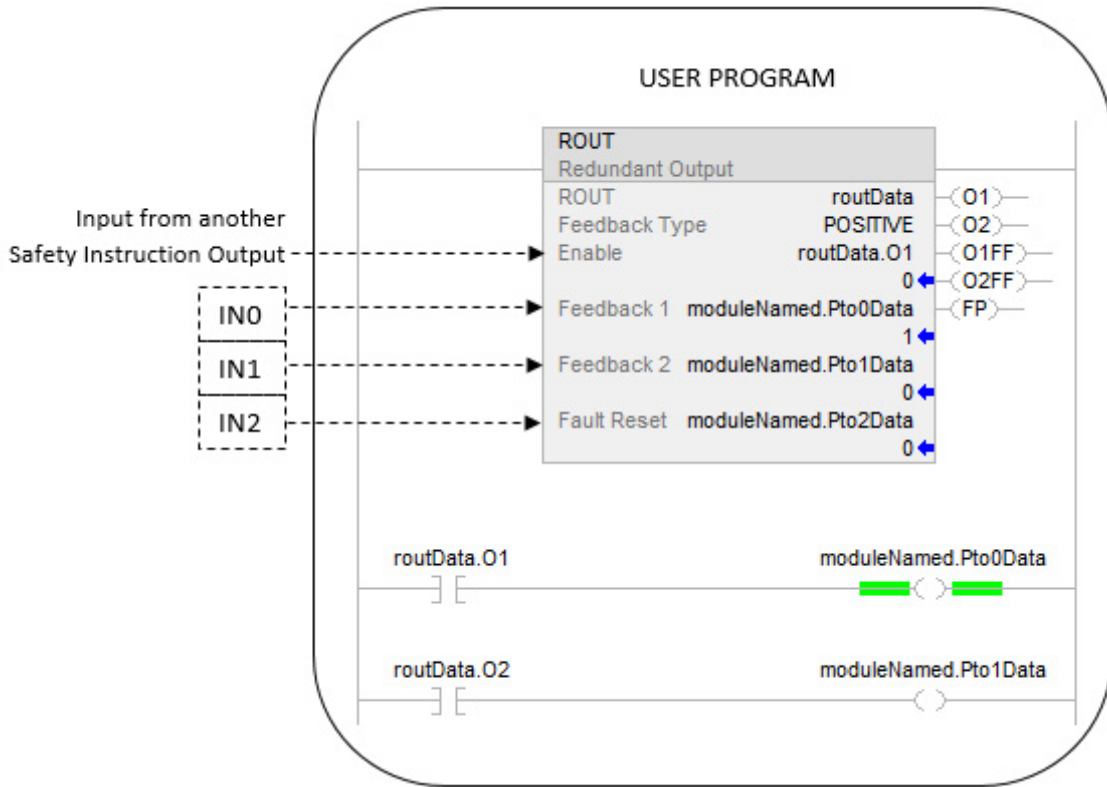 USER PROGRAM
ROUT
Redundant Output
ROUT routData (O1)
Feedback Type POSITIVE (O2)
Input from another
Safety Instruction Output
Enable routData.O1 (O1FF)
0 (O2FF)
IN0
Feedback 1 moduleNamed.Pto0Data (FP)
1
IN1
Feedback 2 moduleNamed.Pto1Data
0
IN2
Fault Reset moduleNamed.Pto2Data
0
routData.O1 moduleNamed.Pto0Data
routData.O2 moduleNamed.Pto1Data